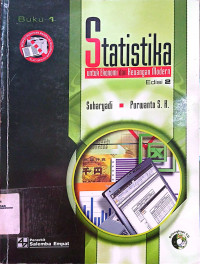 Buku 1
Statistika
untuk Ekonomi dan Keuangan Modern
Edisi 2
Suharyadi ■ Purwanto S. K.
Penerbit
Salemba Empat